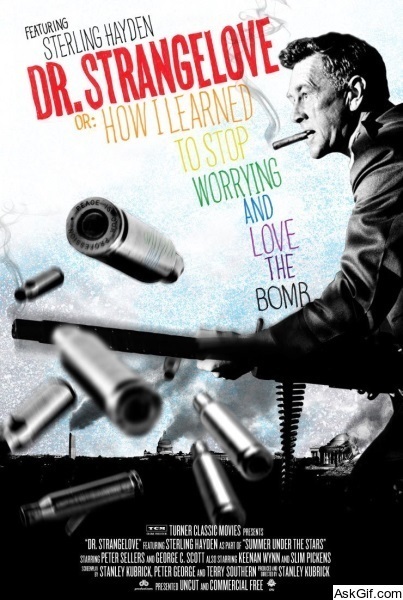 FEATURING
STERLING HAYDEN
DR. STRANGELOVE
OR: HOW I LEARNED
TO STOP
WORRYING
AND
LOVE
THE
BOMB
TCM TURNER CLASSIC MOVIES PRESENTS
"DR. STRANGELOVE" FEATURING STERLING HAYDEN AS PART OF "SUMMER UNDER THE STARS"
STARRING PETER SELLERS AND GEORGE C. SCOTT ALSO STARRING KEENAN WYNN AND SLIM PICKENS
SCREENPLAY BY STANLEY KUBRICK, PETER GEORGE AND TERRY SOUTHERN PRODUCED AND DIRECTED BY STANLEY KUBRICK
PRESENTED UNCUT AND COMMERCIAL FREE
AskGif.com